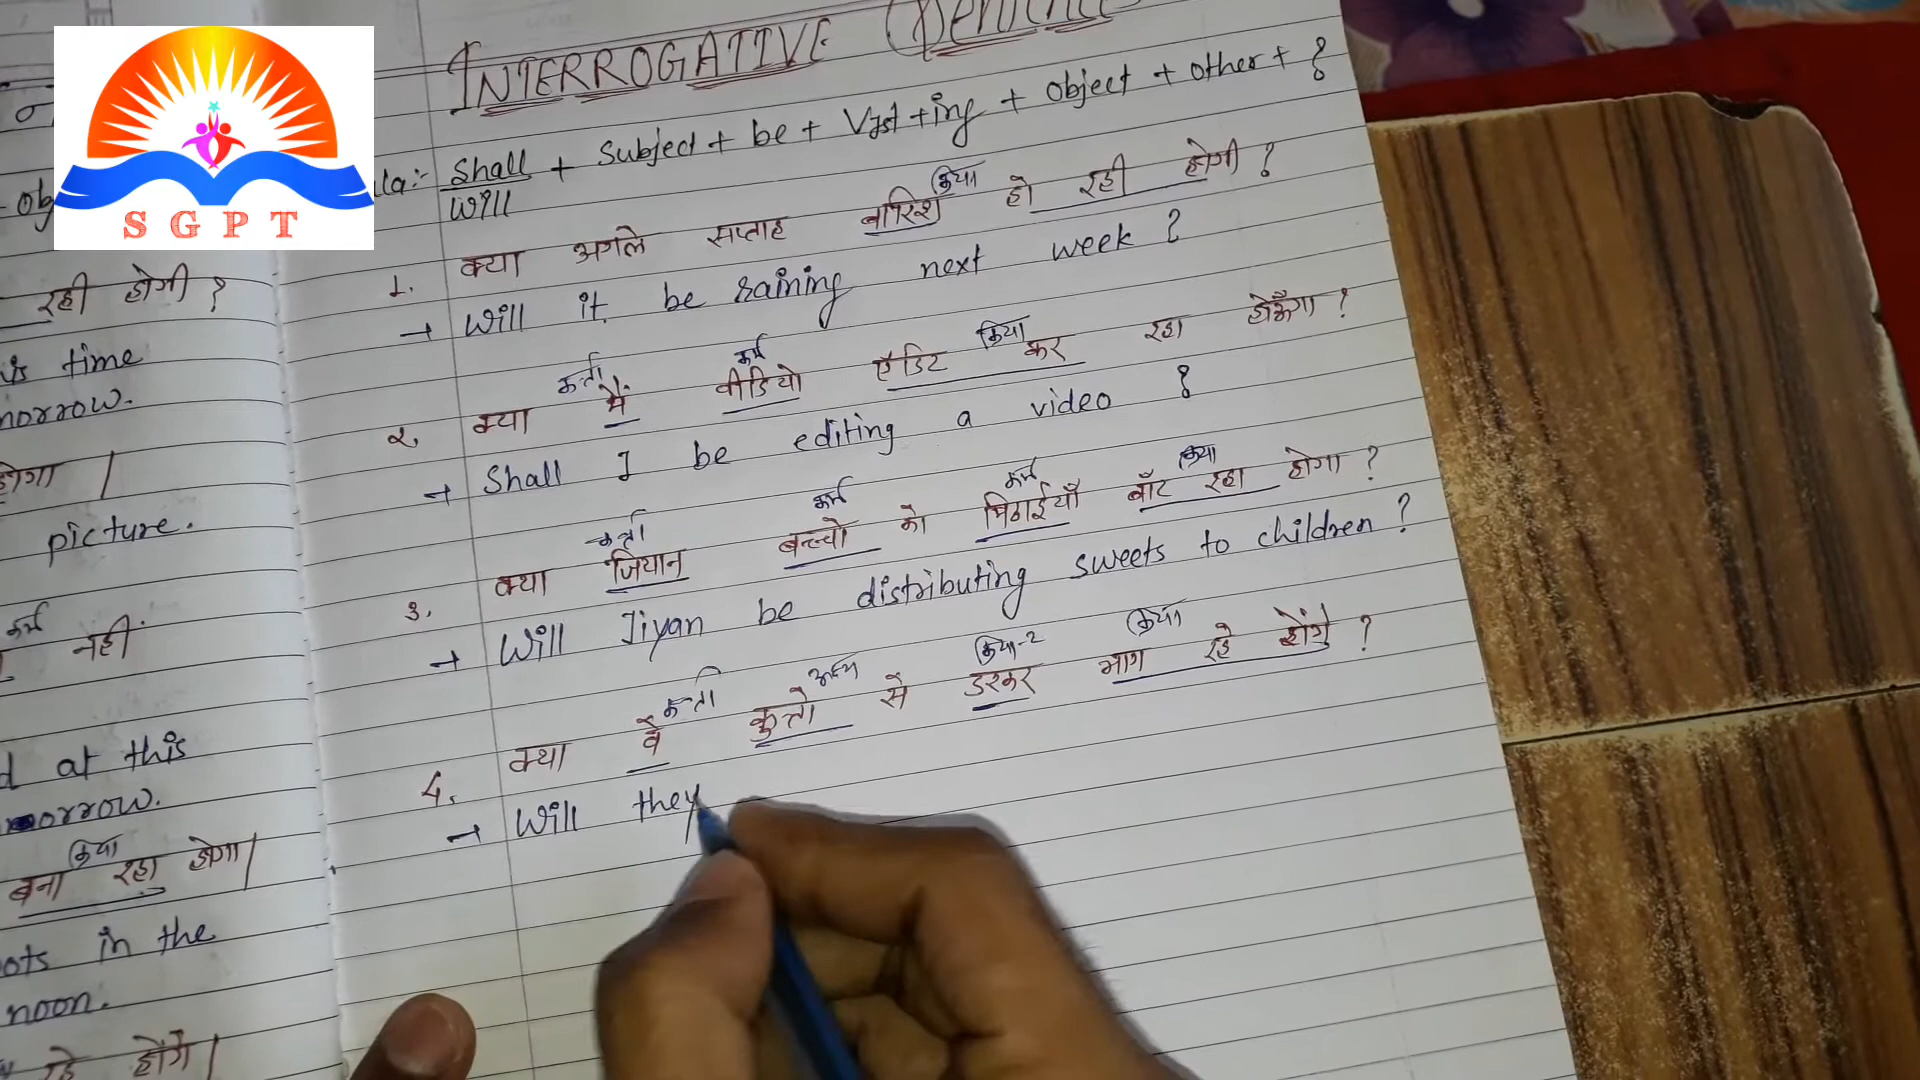 SGPT
INTERROGATIVE
Shall / Will + Subject + be + V1st + ing + object + other + ?
क्रिया
1. क्या अगले सप्ताह बारिश हो रही होगी ?
→ Will it be raining next week ?
कर्त्ता कर्म क्रिया
2. क्या मैं वीडियो एडिट कर रहा होऊँगा ?
→ Shall I be editing a video ?
कर्त्ता कर्म कर्म क्रिया
3. क्या जियान बच्चो को मिठाईयाँ बाँट रहा होगा ?
→ Will Jiyan be distributing sweets to children ?
कर्त्ता अन्य क्रिया-2 क्रिया
4. क्या वे कुत्तो से डरकर भाग रहे होंगे ?
→ Will they
रही होगी ?
time
होगा |
picture.
कर्म
नहीं
at this
morrow.
क्रिया
बना रहा होगा |
in the
noon.
रहे होंगे |